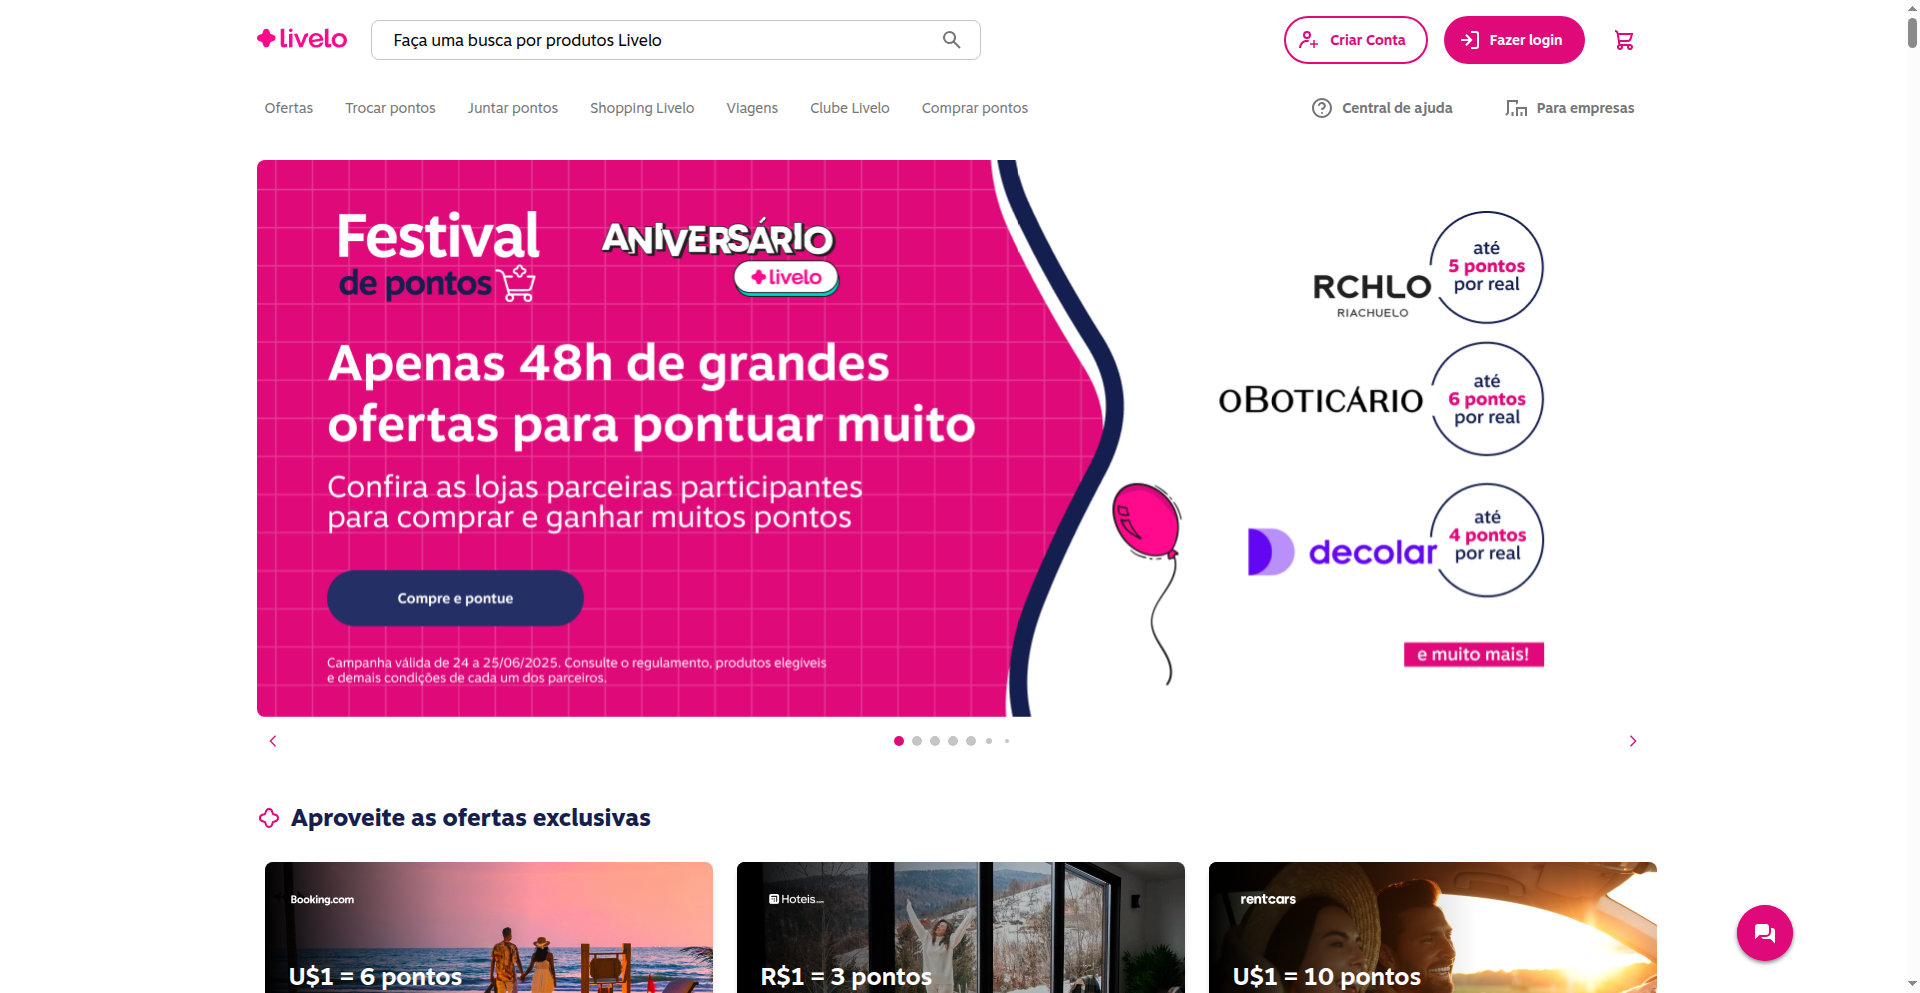 livelo
Faça uma busca por produtos Livelo
Criar Conta
Fazer login
Ofertas
Trocar pontos
Juntar pontos
Shopping Livelo
Viagens
Clube Livelo
Comprar pontos
Central de ajuda
Para empresas
Festival
de pontos
ANIVERSÁRIO
livelo
Apenas 48h de grandes
ofertas para pontuar muito
Confira as lojas parceiras participantes
para comprar e ganhar muitos pontos
Compre e pontue
Campanha válida de 24 a 25/06/2025. Consulte o regulamento, produtos elegíveis
e demais condições de cada um dos parceiros.
RCHLO
RIACHUELO
até
5 pontos
por real
oBOTICÁRIO
até
6 pontos
por real
decolar
até
4 pontos
por real
e muito mais!
Aproveite as ofertas exclusivas
Booking.com
U$1 = 6 pontos
Hoteis
R$1 = 3 pontos
rentcars
U$1 = 10 pontos